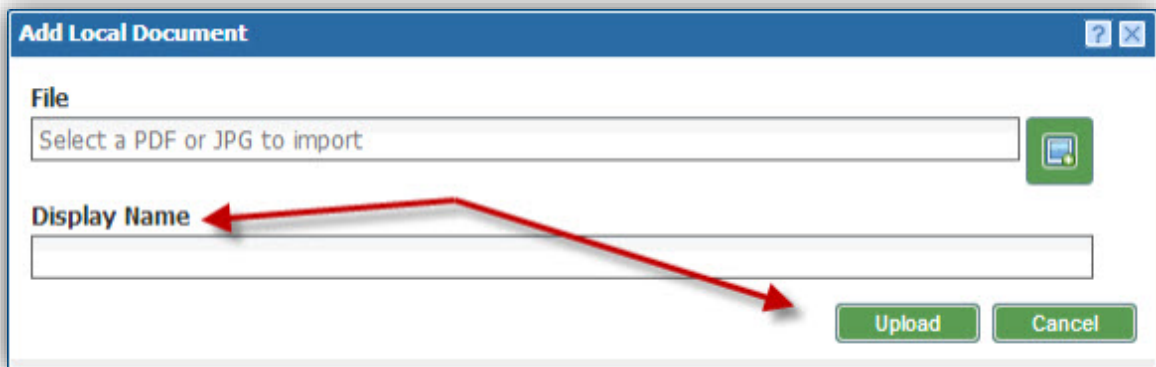 Add Local Document ?
File
Select a PDF or JPG to import
Display Name
Upload Cancel